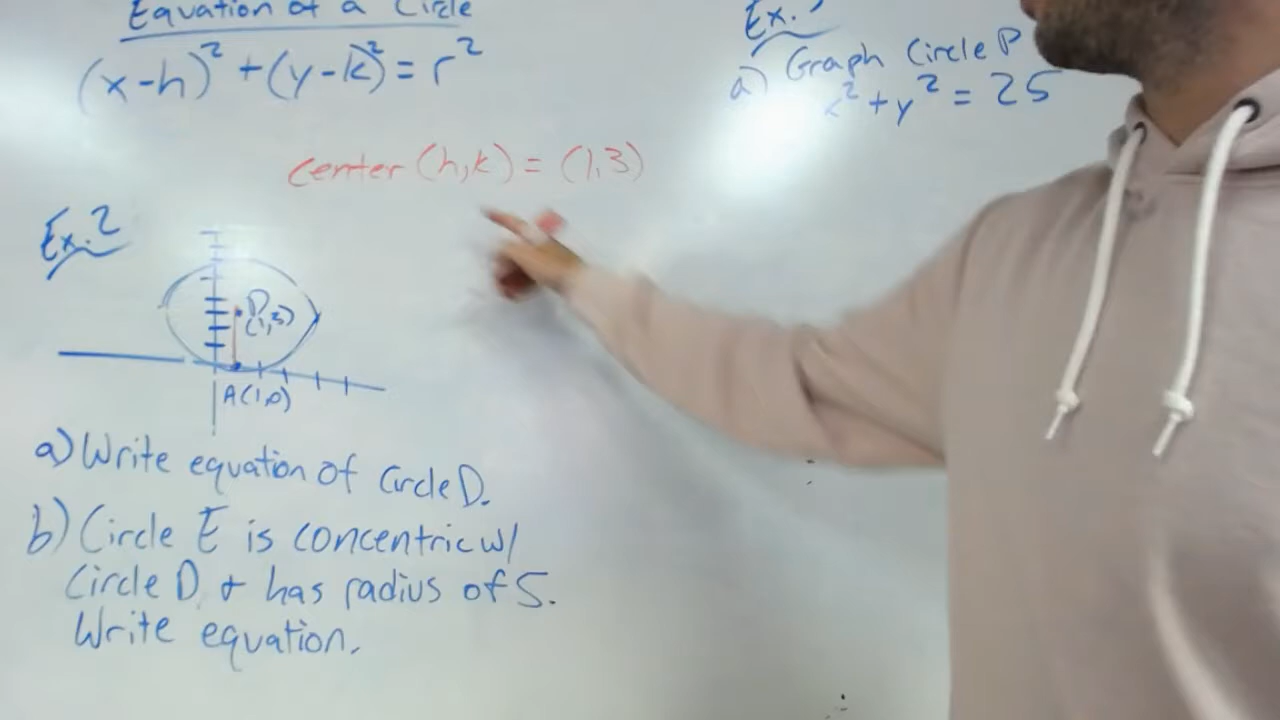 Equation of a Circle
(x-h)² + (y-k)² = r²
center (h,k) = (1,3)
Ex. 2
D
(1,3)
A(1,0)
a) Write equation of Circle D.
b) Circle E is concentric w/
Circle D + has radius of 5.
Write equation.
Ex.
a) Graph Circle P
x² + y² = 25